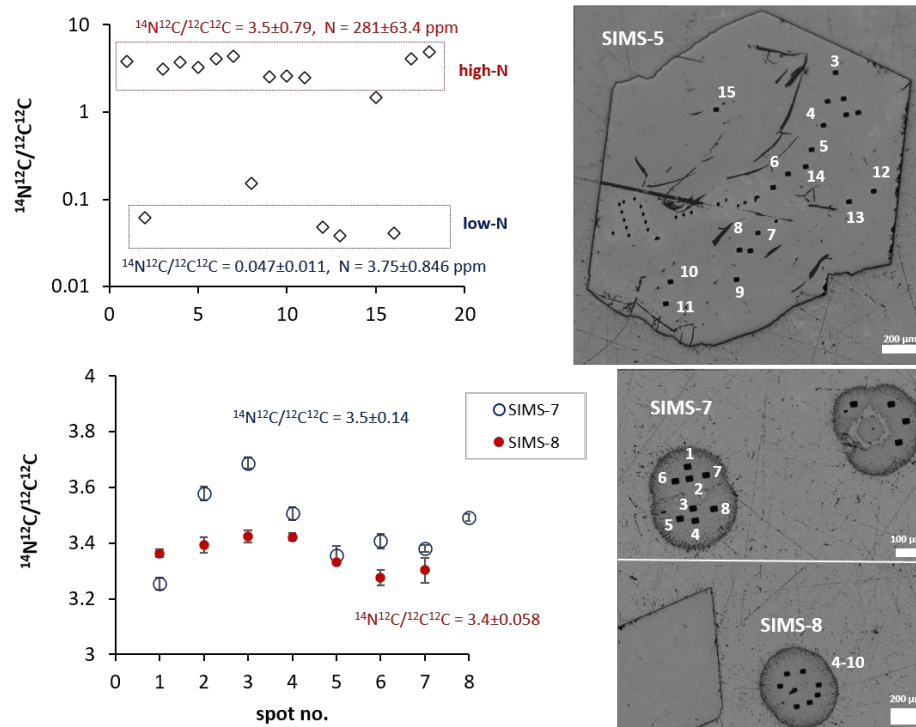 ¹⁴N¹²C/¹²C¹²C = 3.5±0.79, N = 281±63.4 ppm
high-N
low-N
¹⁴N¹²C/¹²C¹²C = 0.047±0.011, N = 3.75±0.846 ppm
¹⁴N¹²C/¹²C¹²C
10
1
0.1
0.01
0 5 10 15 20
SIMS-5
3
15
4
5
6
14
12
13
8
7
10
9
11
200 µm
¹⁴N¹²C/¹²C¹²C = 3.5±0.14
SIMS-7
SIMS-8
¹⁴N¹²C/¹²C¹²C = 3.4±0.058
¹⁴N¹²C/¹²C¹²C
4
3.8
3.6
3.4
3.2
3
0 1 2 3 4 5 6 7 8
spot no.
SIMS-7
1
6
7
2
3
8
5
4
100 µm
SIMS-8
4-10
200 µm